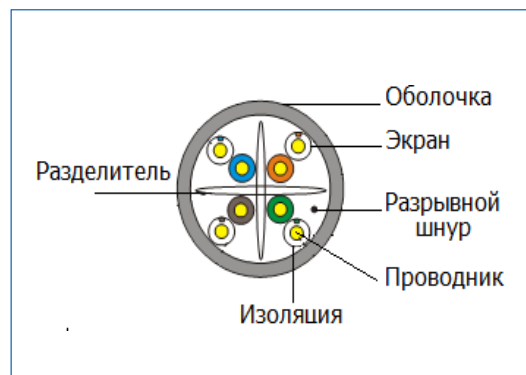 Оболочка
Экран
Разделитель
Разрывной
шнур
Проводник
Изоляция